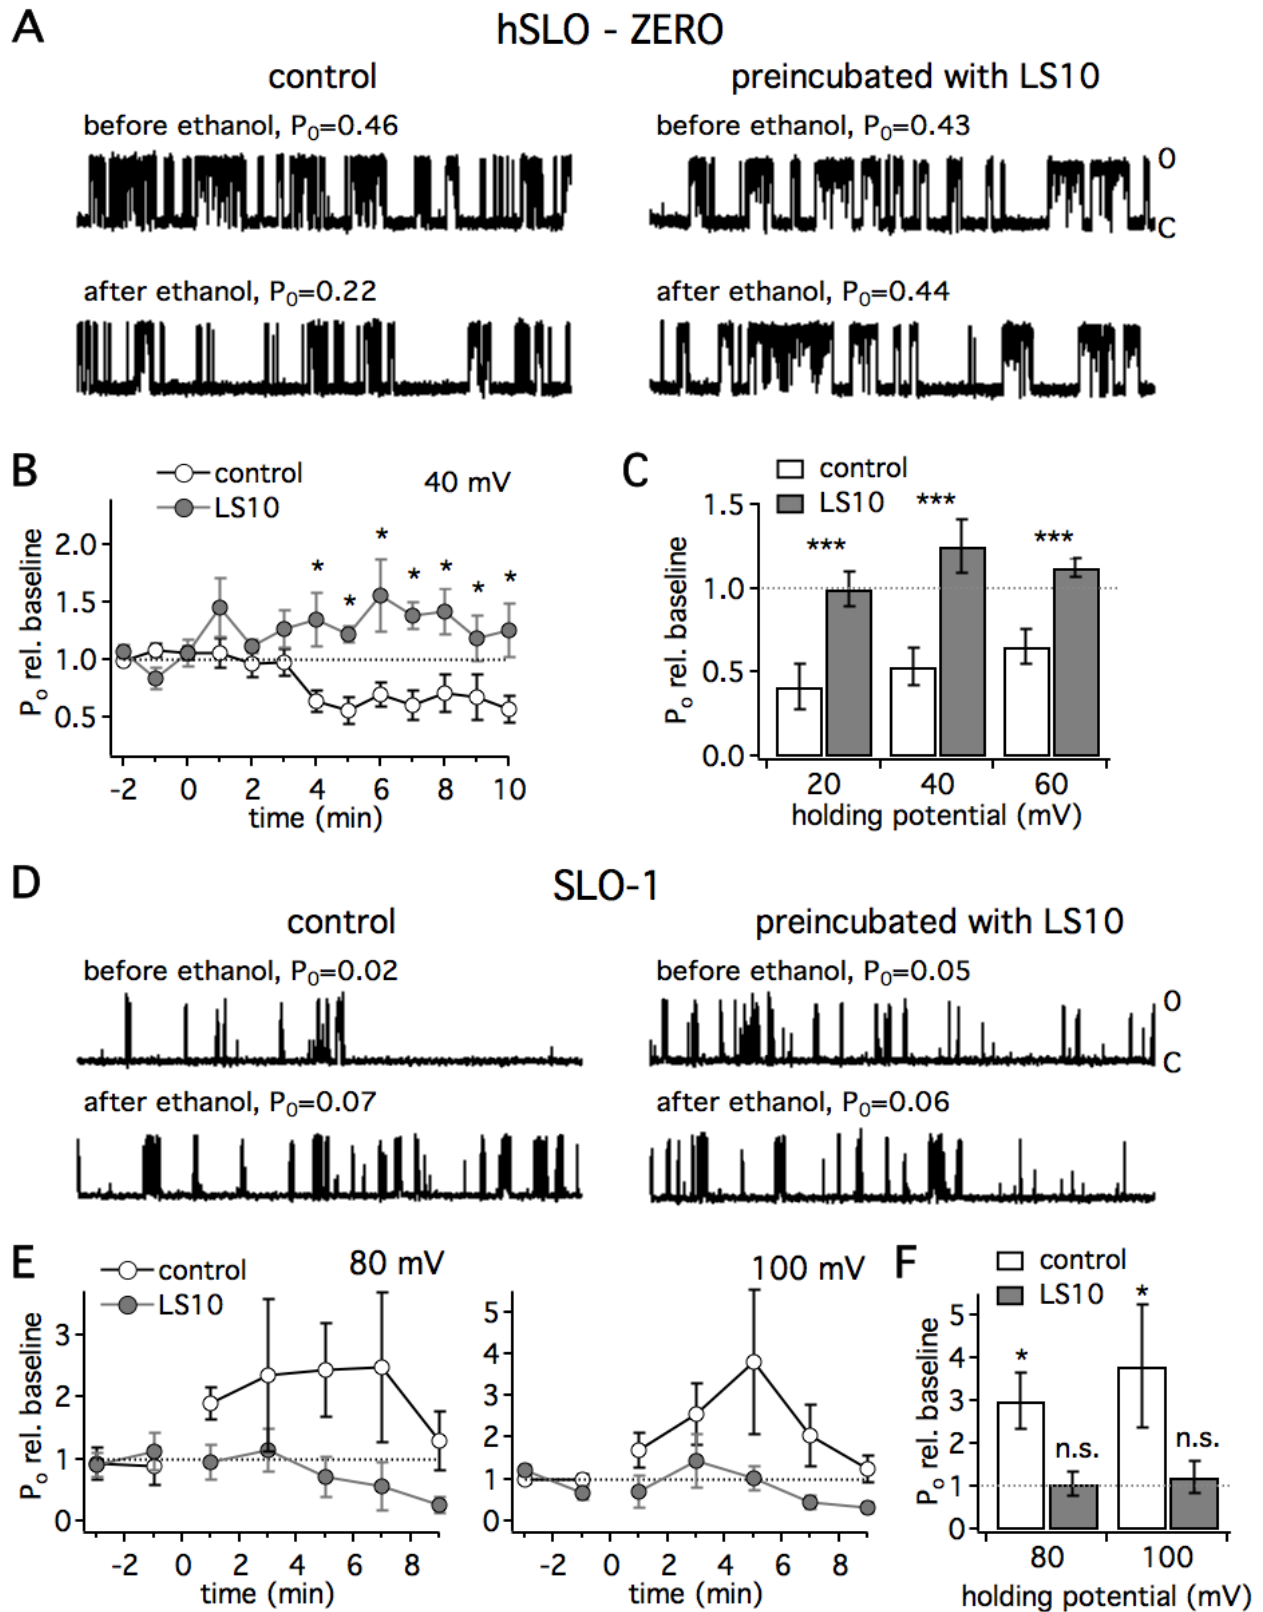 A
hSLO - ZERO
control
preincubated with LS10
before ethanol, P0=0.46
before ethanol, P0=0.43
O
C
after ethanol, P0=0.22
after ethanol, P0=0.44
B
control
LS10
40 mV
Po rel. baseline
2.0
1.5
1.0
0.5
* * * * * * *
-2 0 2 4 6 8 10
time (min)
C
control
LS10
Po rel. baseline
1.5
1.0
0.5
0.0
*** *** ***
20 40 60
holding potential (mV)
D
SLO-1
control
preincubated with LS10
before ethanol, P0=0.02
before ethanol, P0=0.05
O
C
after ethanol, P0=0.07
after ethanol, P0=0.06
E
control
LS10
80 mV
Po rel. baseline
3
2
1
0
-2 0 2 4 6 8
time (min)
100 mV
5
4
3
2
1
0
-2 0 2 4 6 8
time (min)
F
control
LS10
Po rel. baseline
5
4
3
2
1
0
* n.s. * n.s.
80 100
holding potential (mV)